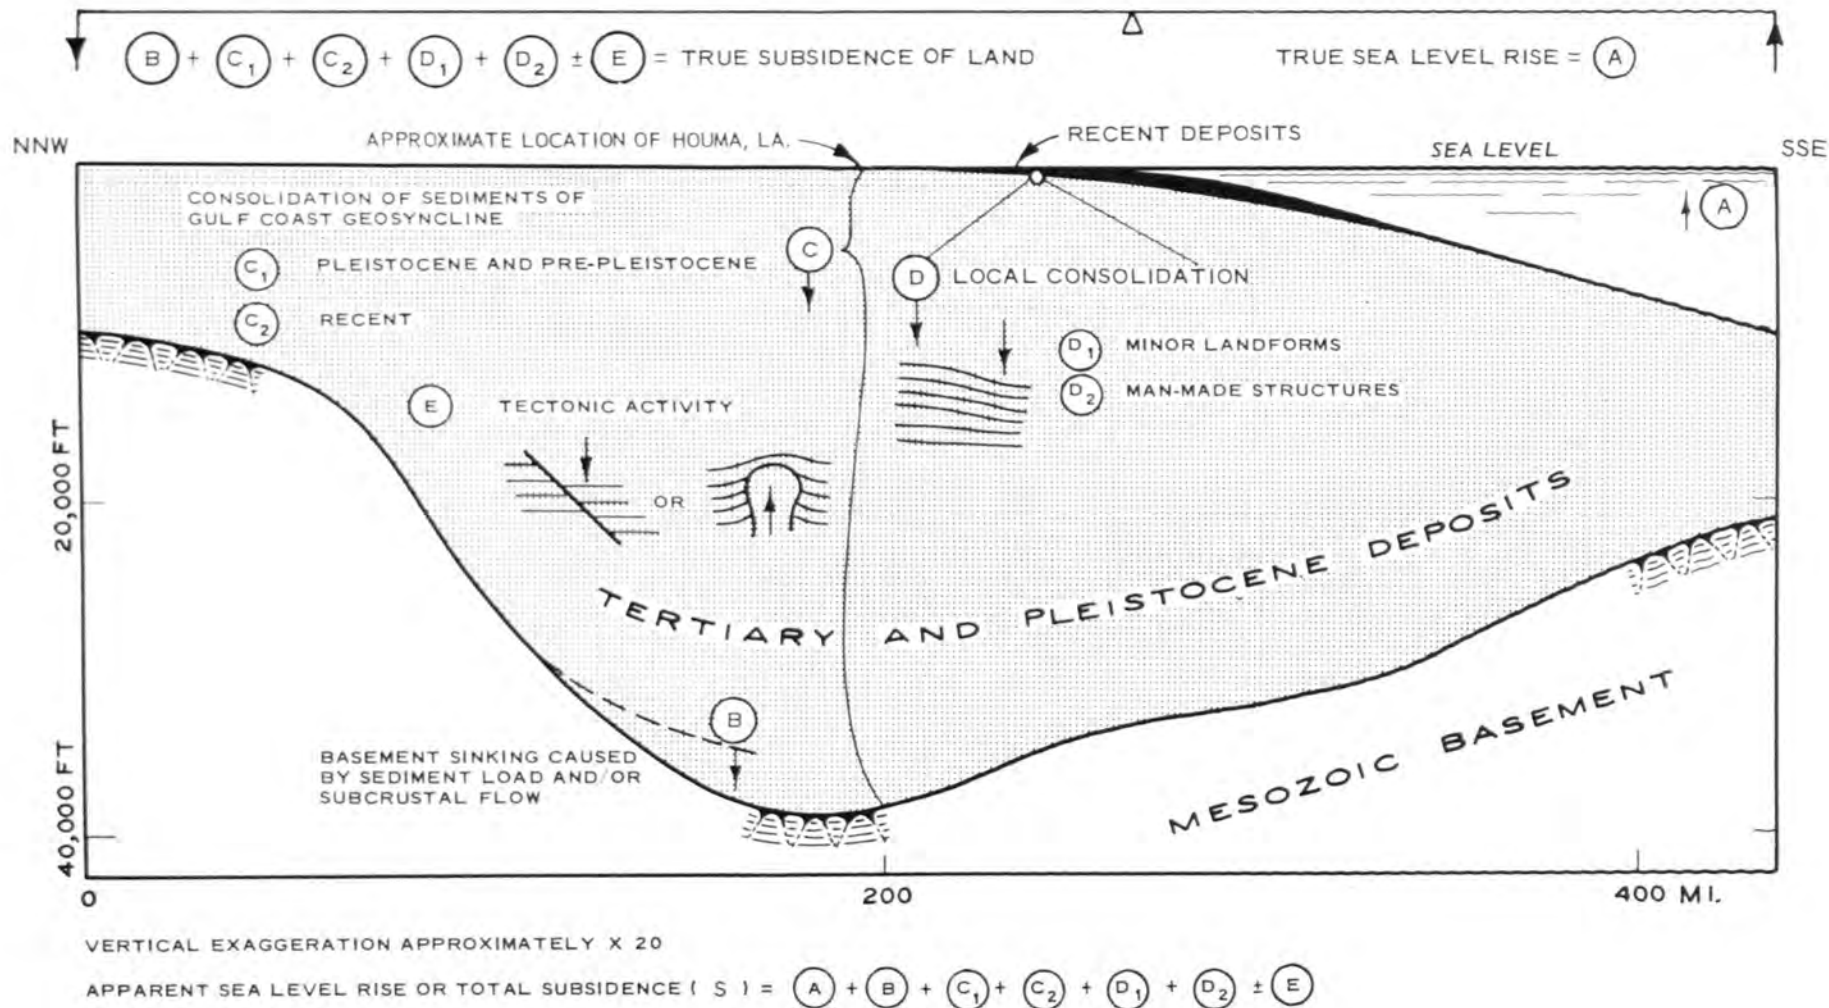 B + C1 + C2 + D1 + D2 ± E = TRUE SUBSIDENCE OF LAND
TRUE SEA LEVEL RISE = A
NNW
APPROXIMATE LOCATION OF HOUMA, LA.
RECENT DEPOSITS
SEA LEVEL
SSE
CONSOLIDATION OF SEDIMENTS OF
GULF COAST GEOSYNCLINE
C1 PLEISTOCENE AND PRE-PLEISTOCENE
C2 RECENT
C
A
D LOCAL CONSOLIDATION
D1 MINOR LANDFORMS
D2 MAN-MADE STRUCTURES
E TECTONIC ACTIVITY
OR
20,000 FT
TERTIARY AND PLEISTOCENE DEPOSITS
B
BASEMENT SINKING CAUSED
BY SEDIMENT LOAD AND/OR
SUBCRUSTAL FLOW
MESOZOIC BASEMENT
40,000 FT
0
200
400 MI.
VERTICAL EXAGGERATION APPROXIMATELY X 20
APPARENT SEA LEVEL RISE OR TOTAL SUBSIDENCE ( S ) = A + B + C1 + C2 + D1 + D2 ± E